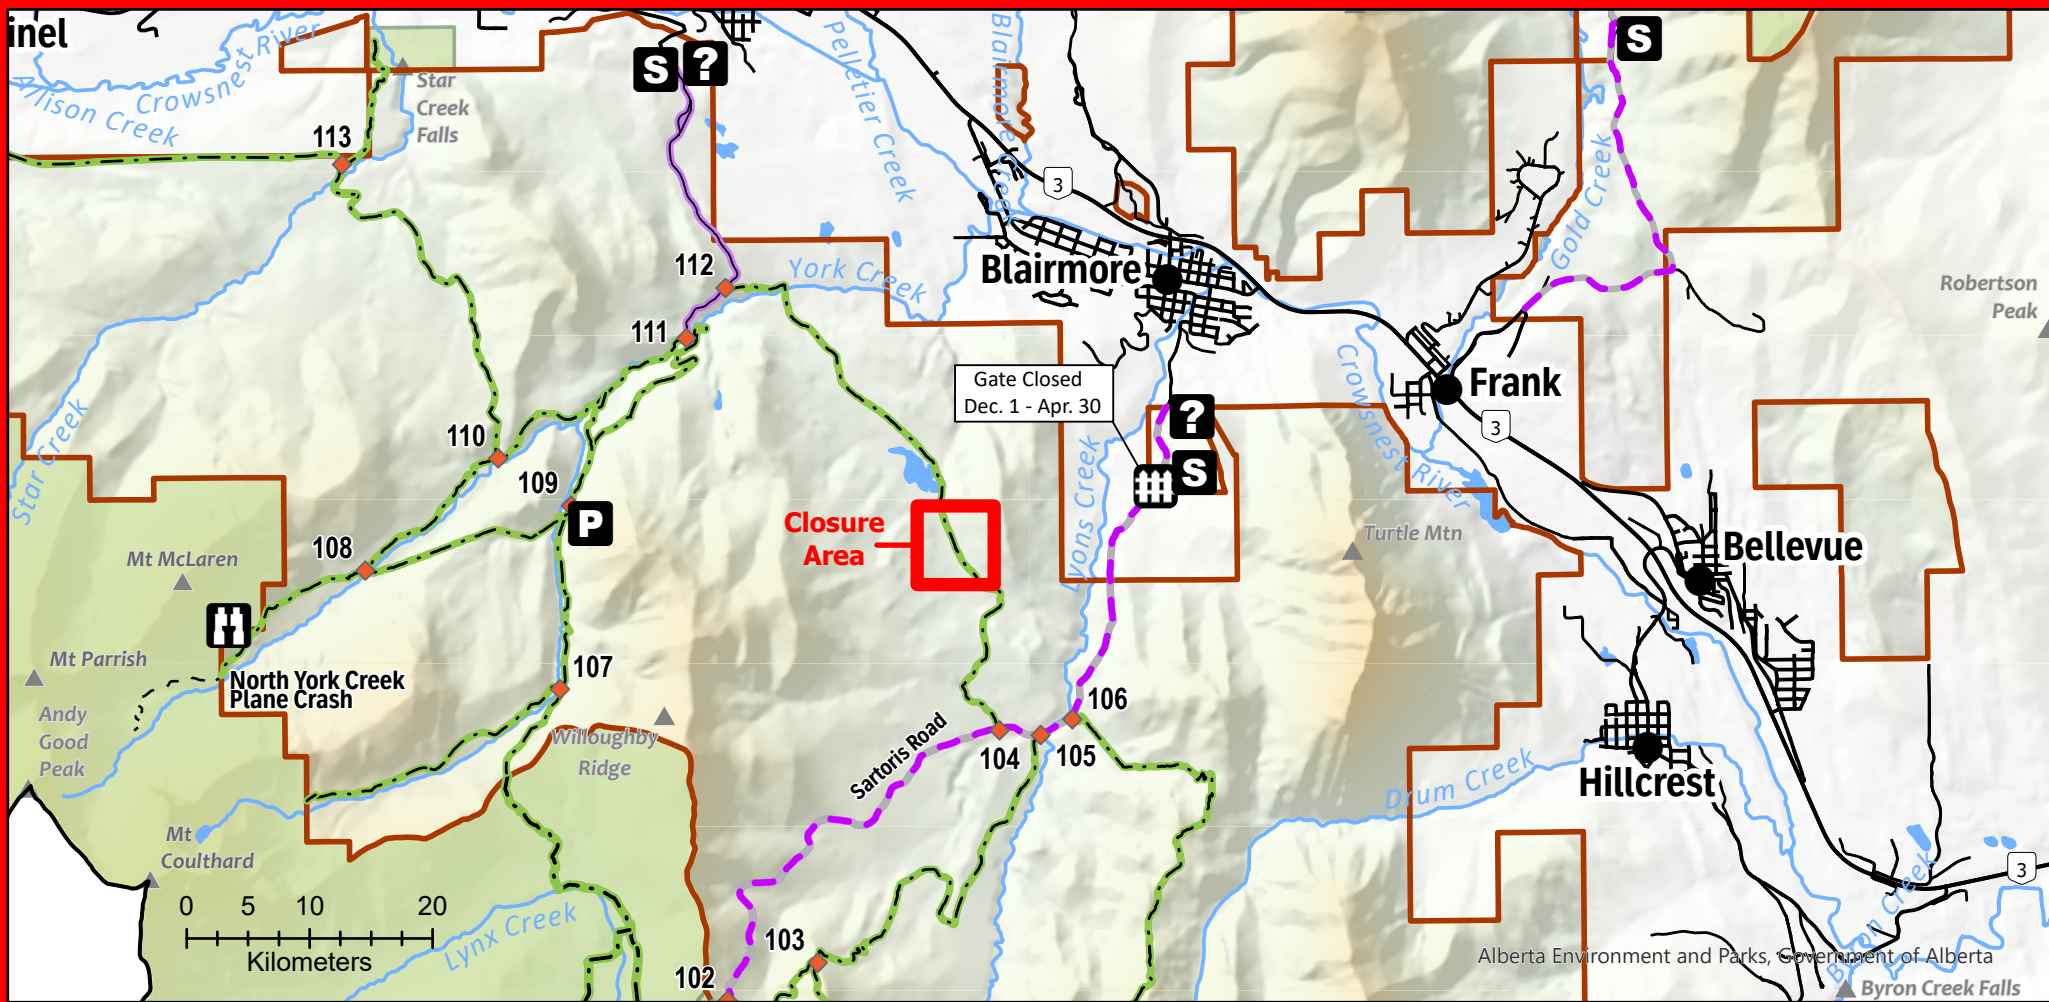 inel
Crowsnest River
Allison Creek
Star
Creek
Falls
113
S
?
Pelletier Creek
Blairmore Creek
3
S
Gold Creek
112
York Creek
Blairmore
Robertson
Peak
111
Gate Closed
Dec. 1 - Apr. 30
Crowsnest River
Frank
3
?
S
110
109
P
Star Creek
Lyons Creek
Closure
Area
Turtle Mtn
Bellevue
108
Mt McLaren
Mt Parrish
North York Creek
Plane Crash
107
106
Andy
Good
Peak
Willoughby
Ridge
Sartoris Road
104
105
Drum Creek
Hillcrest
Mt
Coulthard
0 5 10 20
Kilometers
Lynx Creek
103
102
3
Byron Creek
Alberta Environment and Parks, Government of Alberta
Byron Creek Falls